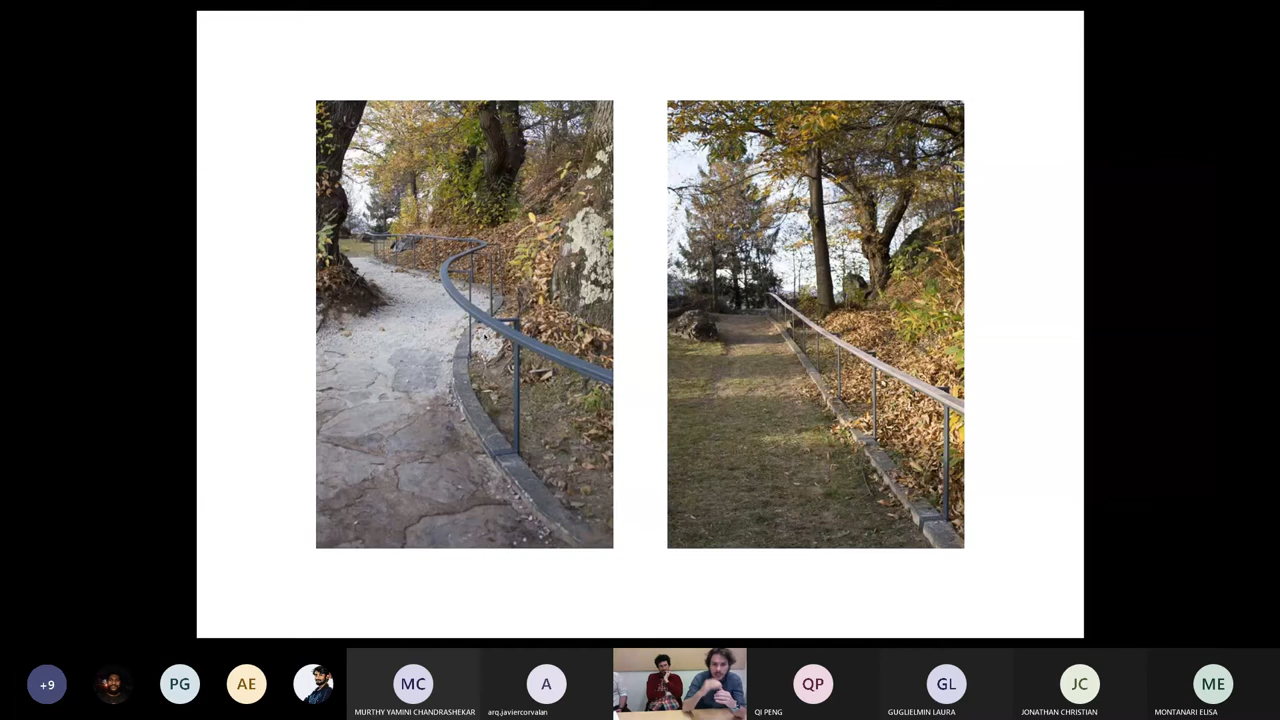 +9
PG
AE
MC
MURTHY YAMINI CHANDRASHEKAR
A
arq.javiercorvalan
QP
QI PENG
GL
GUGLIELMIN LAURA
JC
JONATHAN CHRISTIAN
ME
MONTANARI ELISA